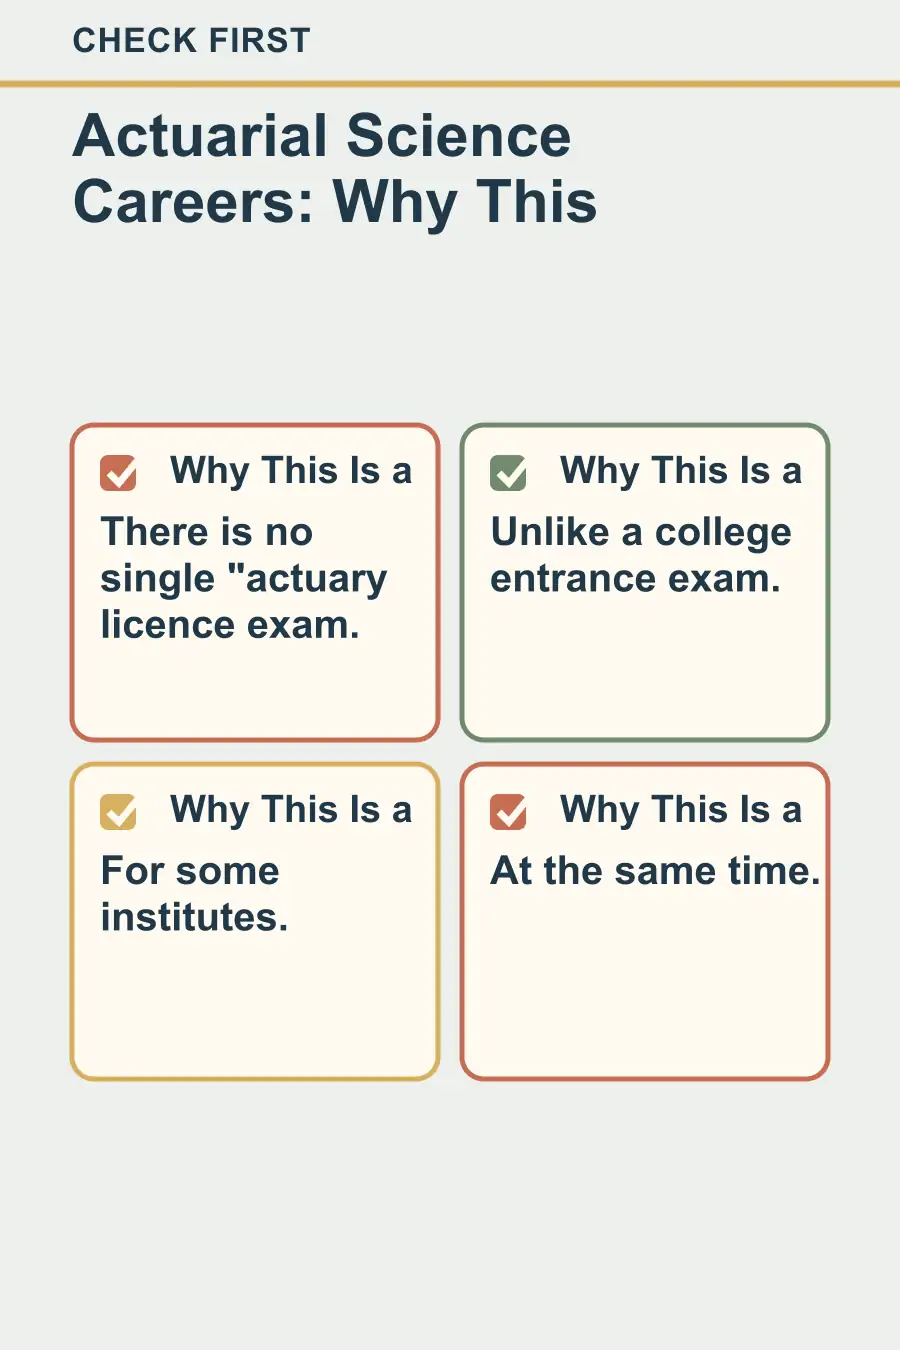 CHECK FIRST
Actuarial Science
Careers: Why This
Why This Is a
There is no
single "actuary
licence exam.
Why This Is a
Unlike a college
entrance exam.
Why This Is a
For some
institutes.
Why This Is a
At the same time.